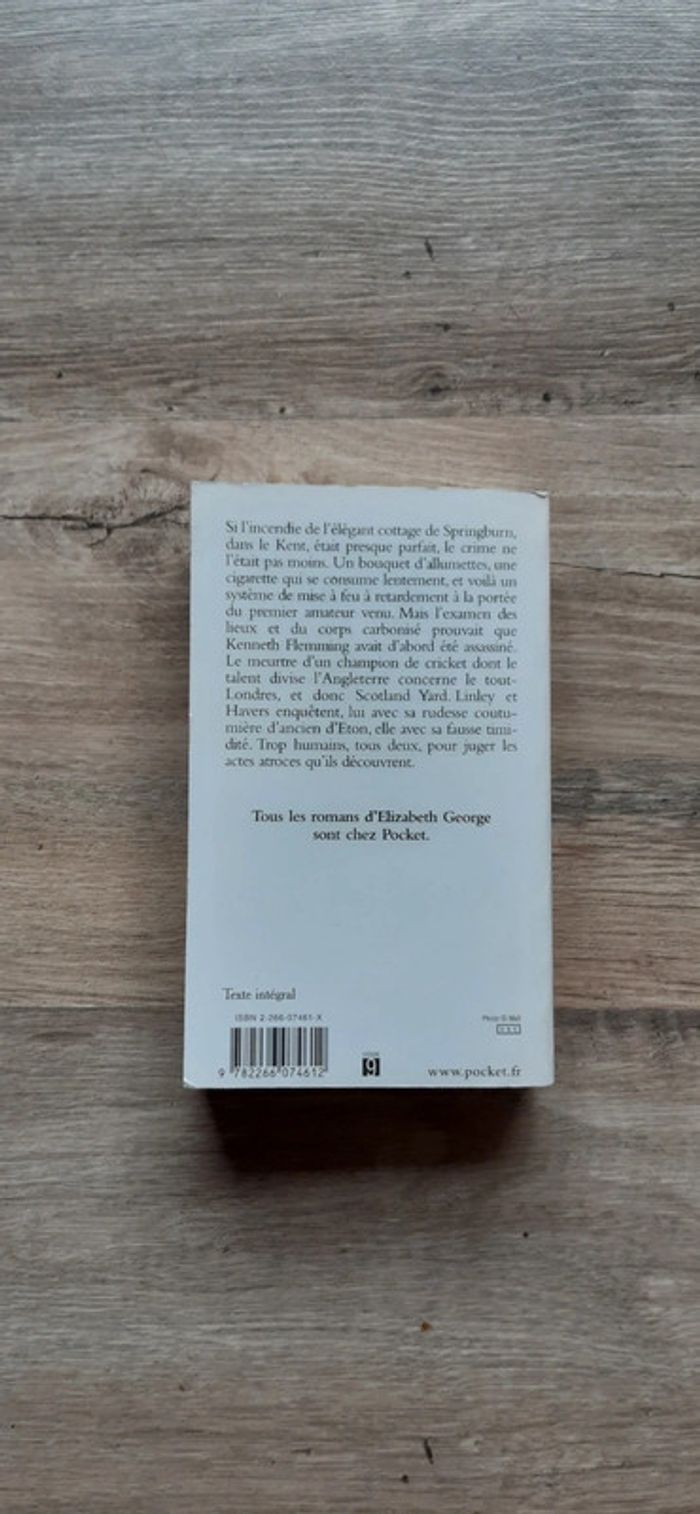 Si l'incendie de l'élégant cottage de Springburn,
dans le Kent, était presque parfait, le crime ne
l'était pas moins. Un bouquet d'allumettes, une
cigarette qui se consume lentement, et voilà un
système de mise à feu à retardement à la portée
du premier amateur venu. Mais l'examen des
lieux et du corps carbonisé prouvait que
Kenneth Flemming avait d'abord été assassiné.
Le meurtre d'un champion de cricket dont le
talent divise l'Angleterre concerne le tout-
Londres, et donc Scotland Yard. Linley et
Havers enquêtent, lui avec sa rudesse coutu-
mière d'ancien d'Eton, elle avec sa fausse timi-
dité. Trop humains, tous deux, pour juger les
actes atroces qu'ils découvrent.
Tous les romans d'Elizabeth George
sont chez Pocket.
Texte intégral
ISBN 2-266-07461-X
9 782266 074612
www.pocket.fr